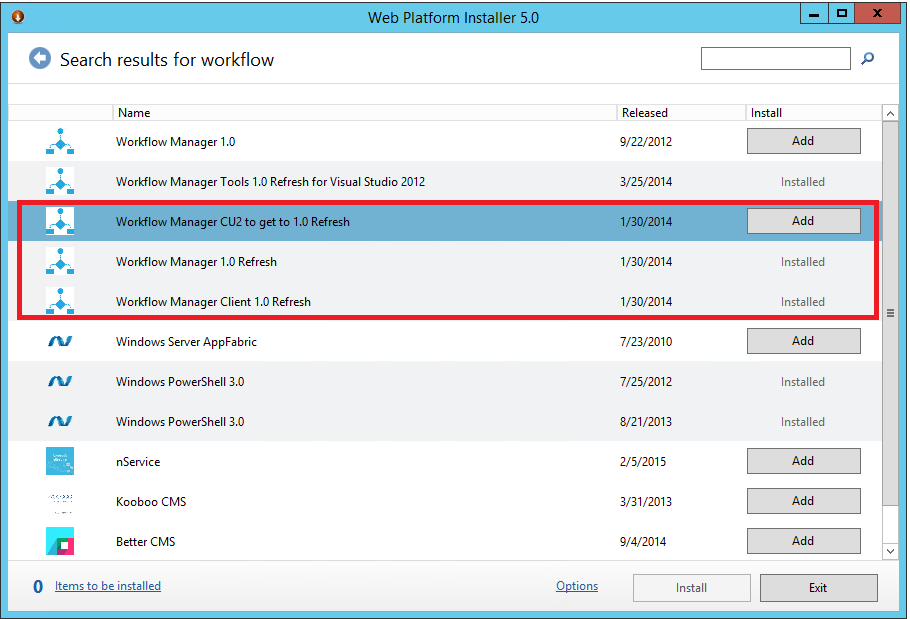 Web Platform Installer 5.0
Search results for workflow
Name Released Install
Workflow Manager 1.0 9/22/2012 Add
Workflow Manager Tools 1.0 Refresh for Visual Studio 2012 3/25/2014 Installed
Workflow Manager CU2 to get to 1.0 Refresh 1/30/2014 Add
Workflow Manager 1.0 Refresh 1/30/2014 Installed
Workflow Manager Client 1.0 Refresh 1/30/2014 Installed
Windows Server AppFabric 7/23/2010 Add
Windows PowerShell 3.0 7/25/2012 Installed
Windows PowerShell 3.0 8/21/2013 Installed
nService 2/5/2015 Add
Kooboo CMS 3/31/2013 Add
Better CMS 9/4/2014 Add
0 Items to be installed Options Install Exit